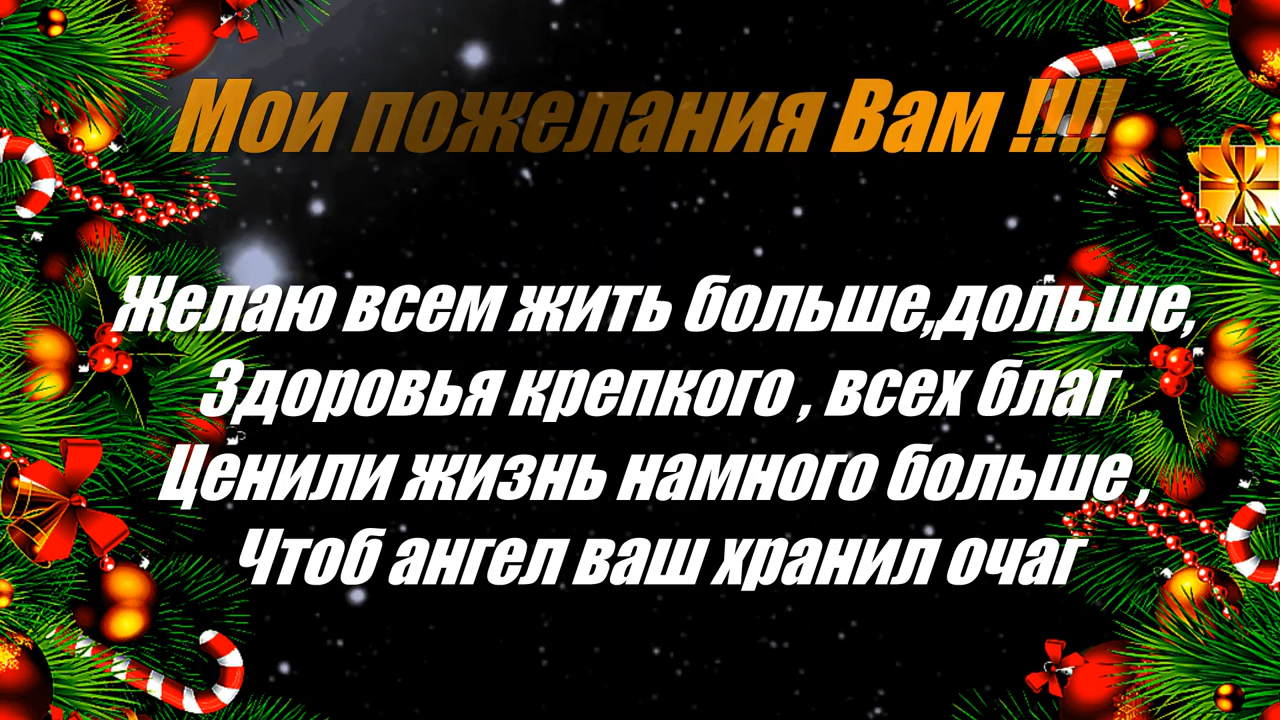 Мои пожелания Вам !!!!
Желаю всем жить больше,дольше,
Здоровья крепкого , всех благ
Ценили жизнь намного больше ,
Чтоб ангел ваш хранил очаг